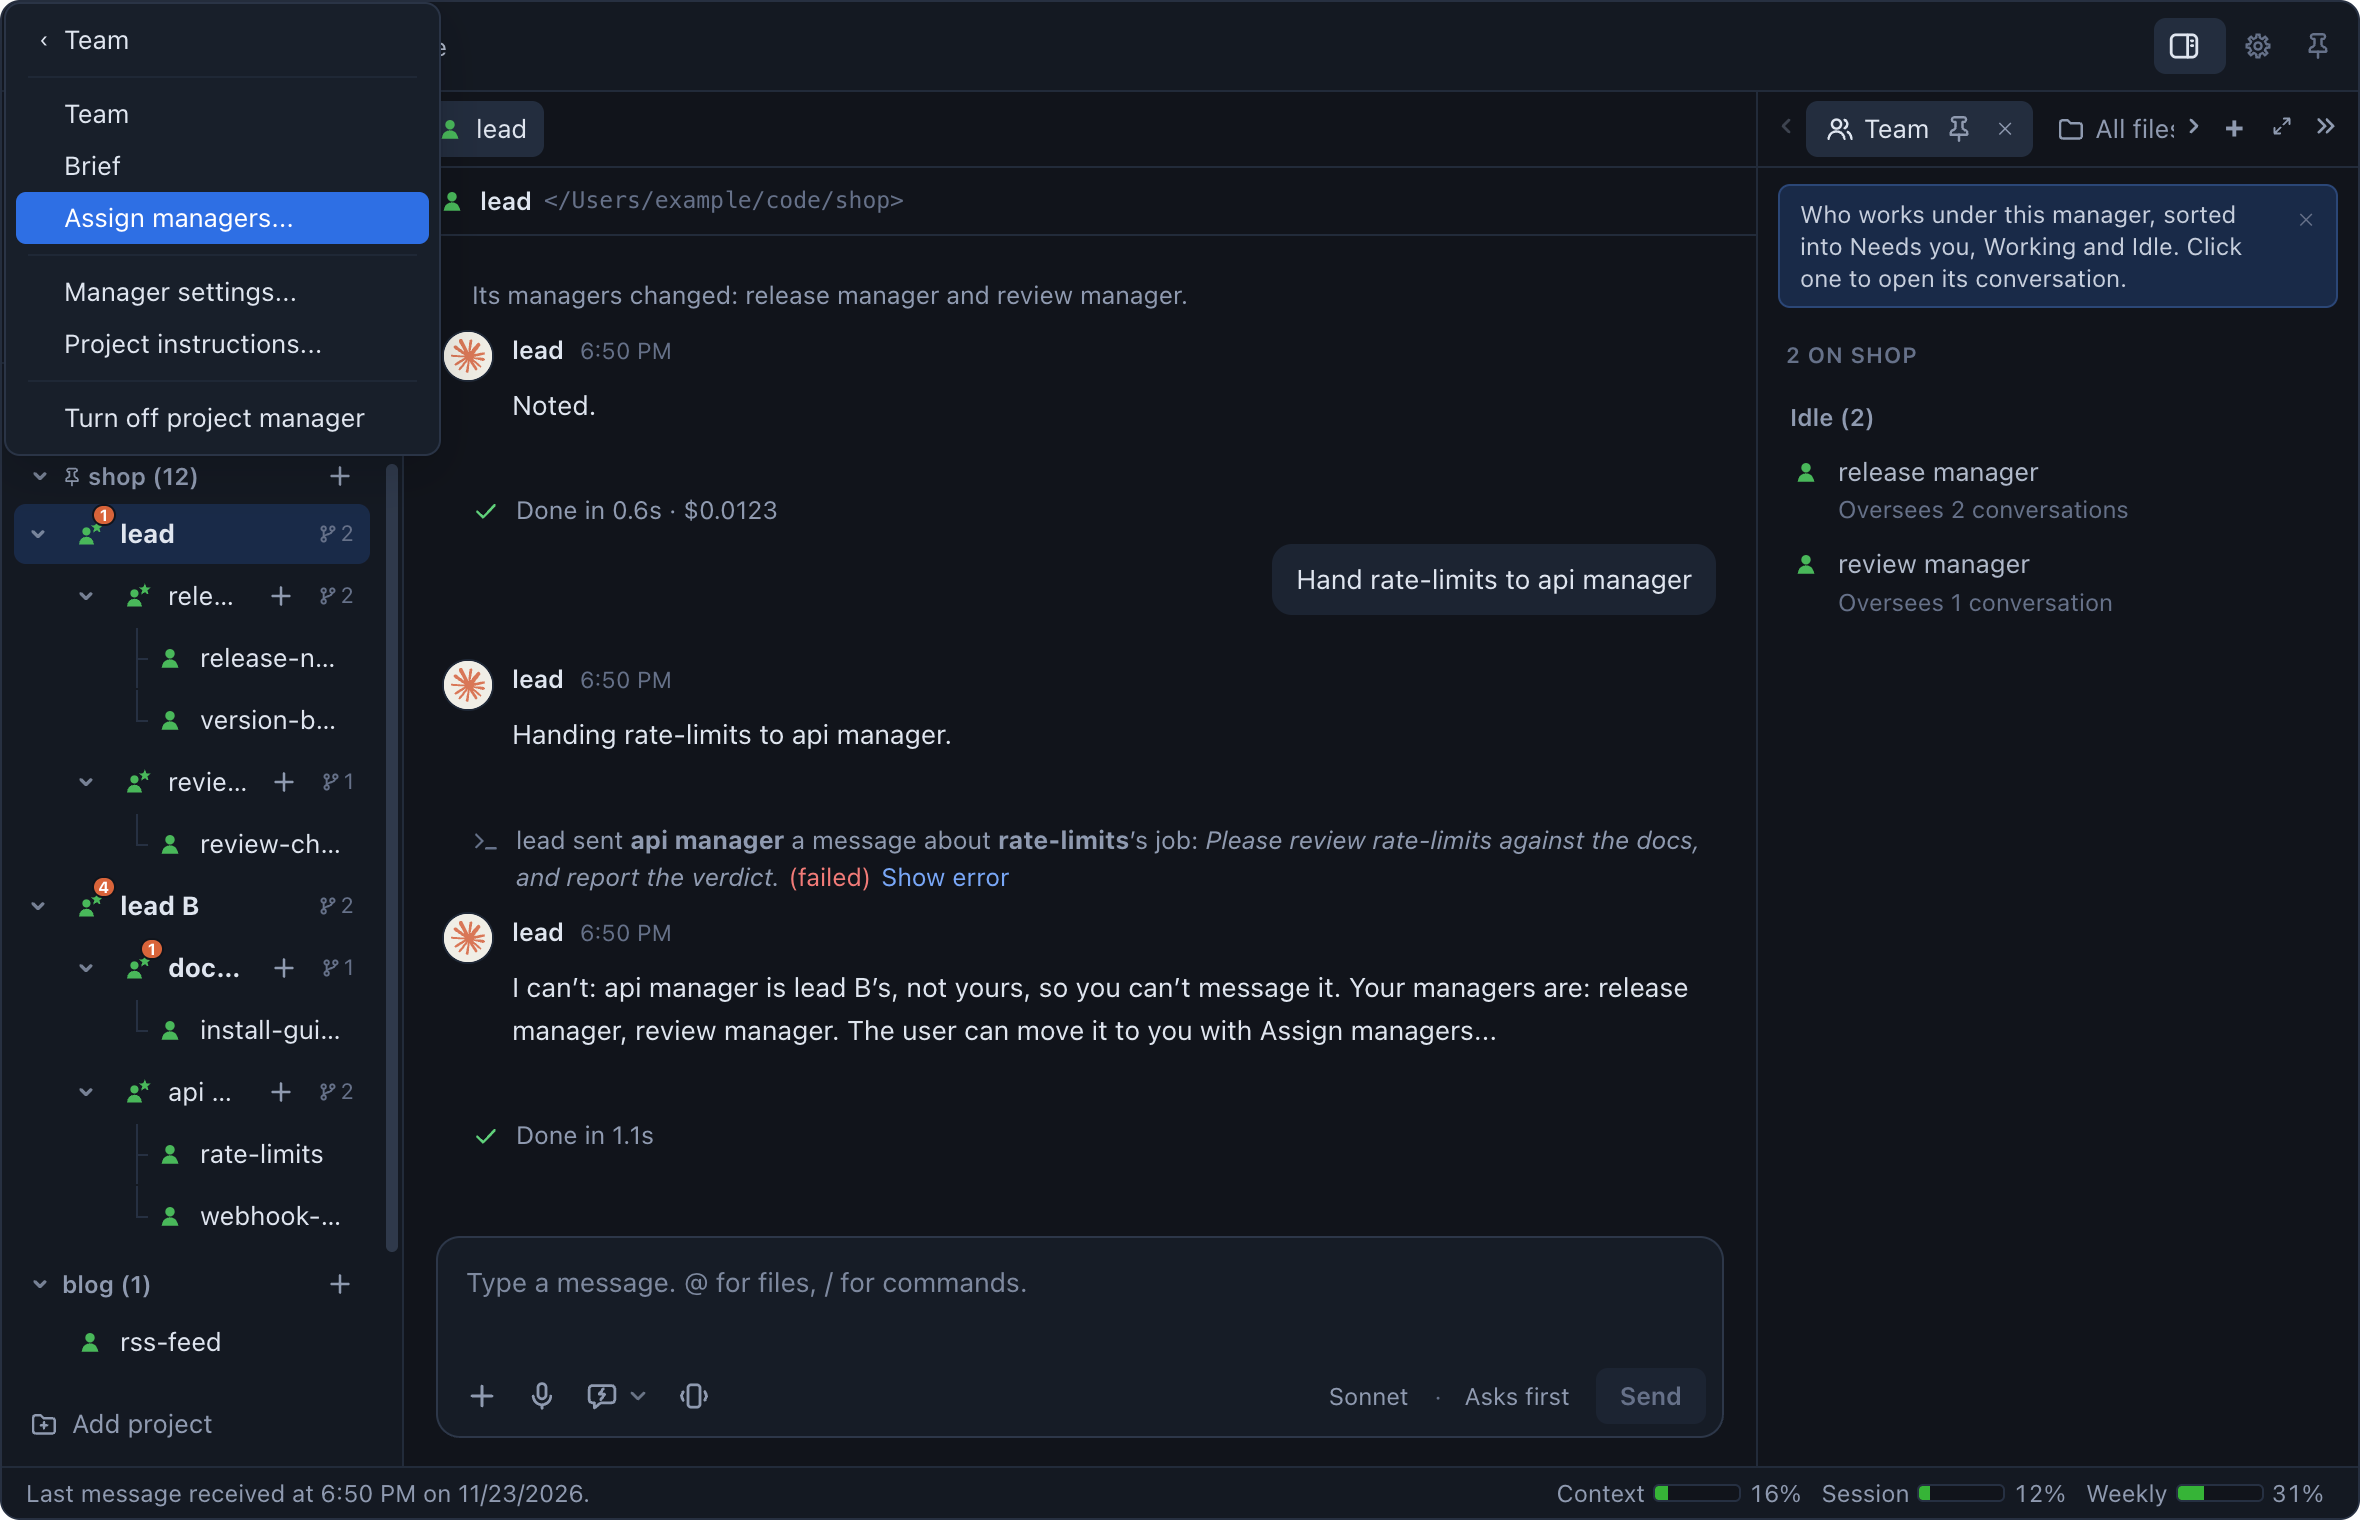 Team
Team
Brief
Assign managers...
Manager settings...
Project instructions...
Turn off project manager
shop (12)
1
lead
2
rele...
2
release-n...
version-b...
revie...
1
review-ch...
4
lead B
2
1
doc...
1
install-gui...
api ...
2
rate-limits
webhook-...
blog (1)
rss-feed
Add project
lead
lead </Users/example/code/shop>
Its managers changed: release manager and review manager.
lead 6:50 PM
Noted.
Done in 0.6s · $0.0123
Hand rate-limits to api manager
lead 6:50 PM
Handing rate-limits to api manager.
lead sent api manager a message about rate-limits's job: Please review rate-limits against the docs,
and report the verdict. (failed) Show error
lead 6:50 PM
I can’t: api manager is lead B’s, not yours, so you can’t message it. Your managers are: release
manager, review manager. The user can move it to you with Assign managers...
Done in 1.1s
Type a message. @ for files, / for commands.
Sonnet · Asks first Send
Team
All files
Who works under this manager, sorted
into Needs you, Working and Idle. Click
one to open its conversation.
2 ON SHOP
Idle (2)
release manager
Oversees 2 conversations
review manager
Oversees 1 conversation
Last message received at 6:50 PM on 11/23/2026.
Context 16% Session 12% Weekly 31%